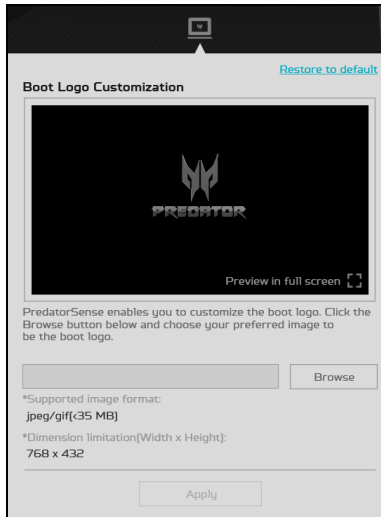 Restore to default
Boot Logo Customization
PREDATOR
Preview in full screen
PredatorSense enables you to customize the boot logo. Click the
Browse button below and choose your preferred image to
be the boot logo.
Browse
*Supported image format:
jpeg/gif(<35 MB)
*Dimension limitation(Width x Height):
768 x 432
Apply